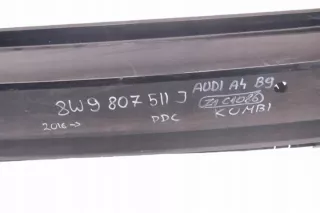 AUDI A4 B9
8W9 807 511 J
KOMBI
2016→
PDC